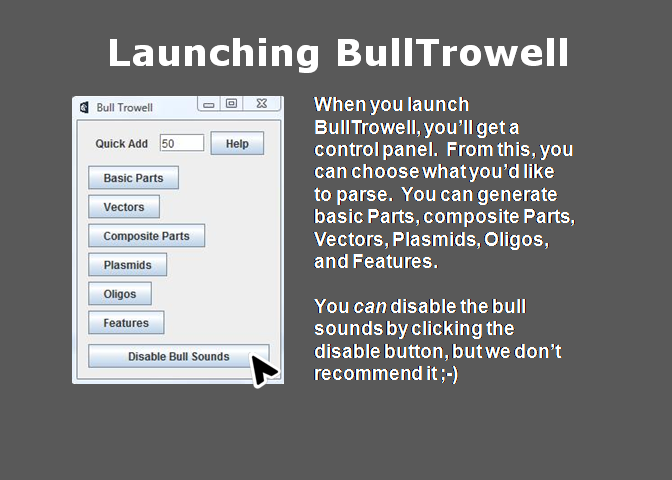 Launching BullTrowell
Bull Trowell
Quick Add 50 Help
Basic Parts
Vectors
Composite Parts
Plasmids
Oligos
Features
Disable Bull Sounds
When you launch
BullTrowell, you’ll get a
control panel.  From this, you
can choose what you’d like
to parse.  You can generate
basic Parts, composite Parts,
Vectors, Plasmids, Oligos,
and Features.
You can disable the bull
sounds by clicking the
disable button, but we don’t
recommend it ;-)